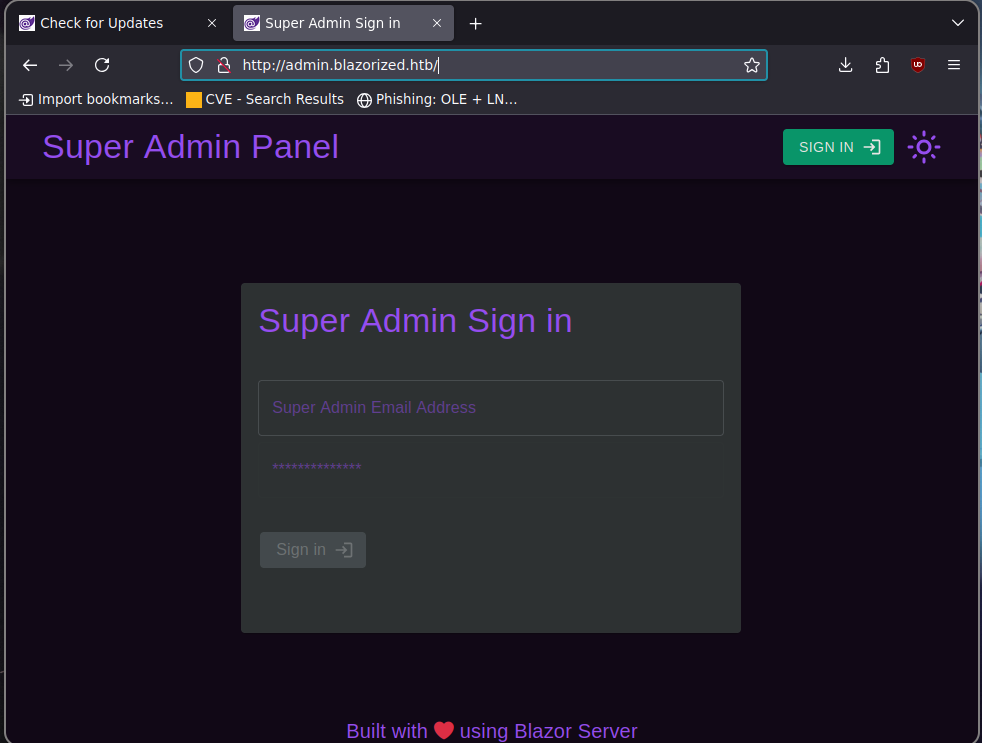 Check for Updates
Super Admin Sign in
http://admin.blazorized.htb/
Import bookmarks... CVE - Search Results Phishing: OLE + LN...
Super Admin Panel
SIGN IN
Super Admin Sign in
Super Admin Email Address
**************
Sign in
Built with ❤ using Blazor Server